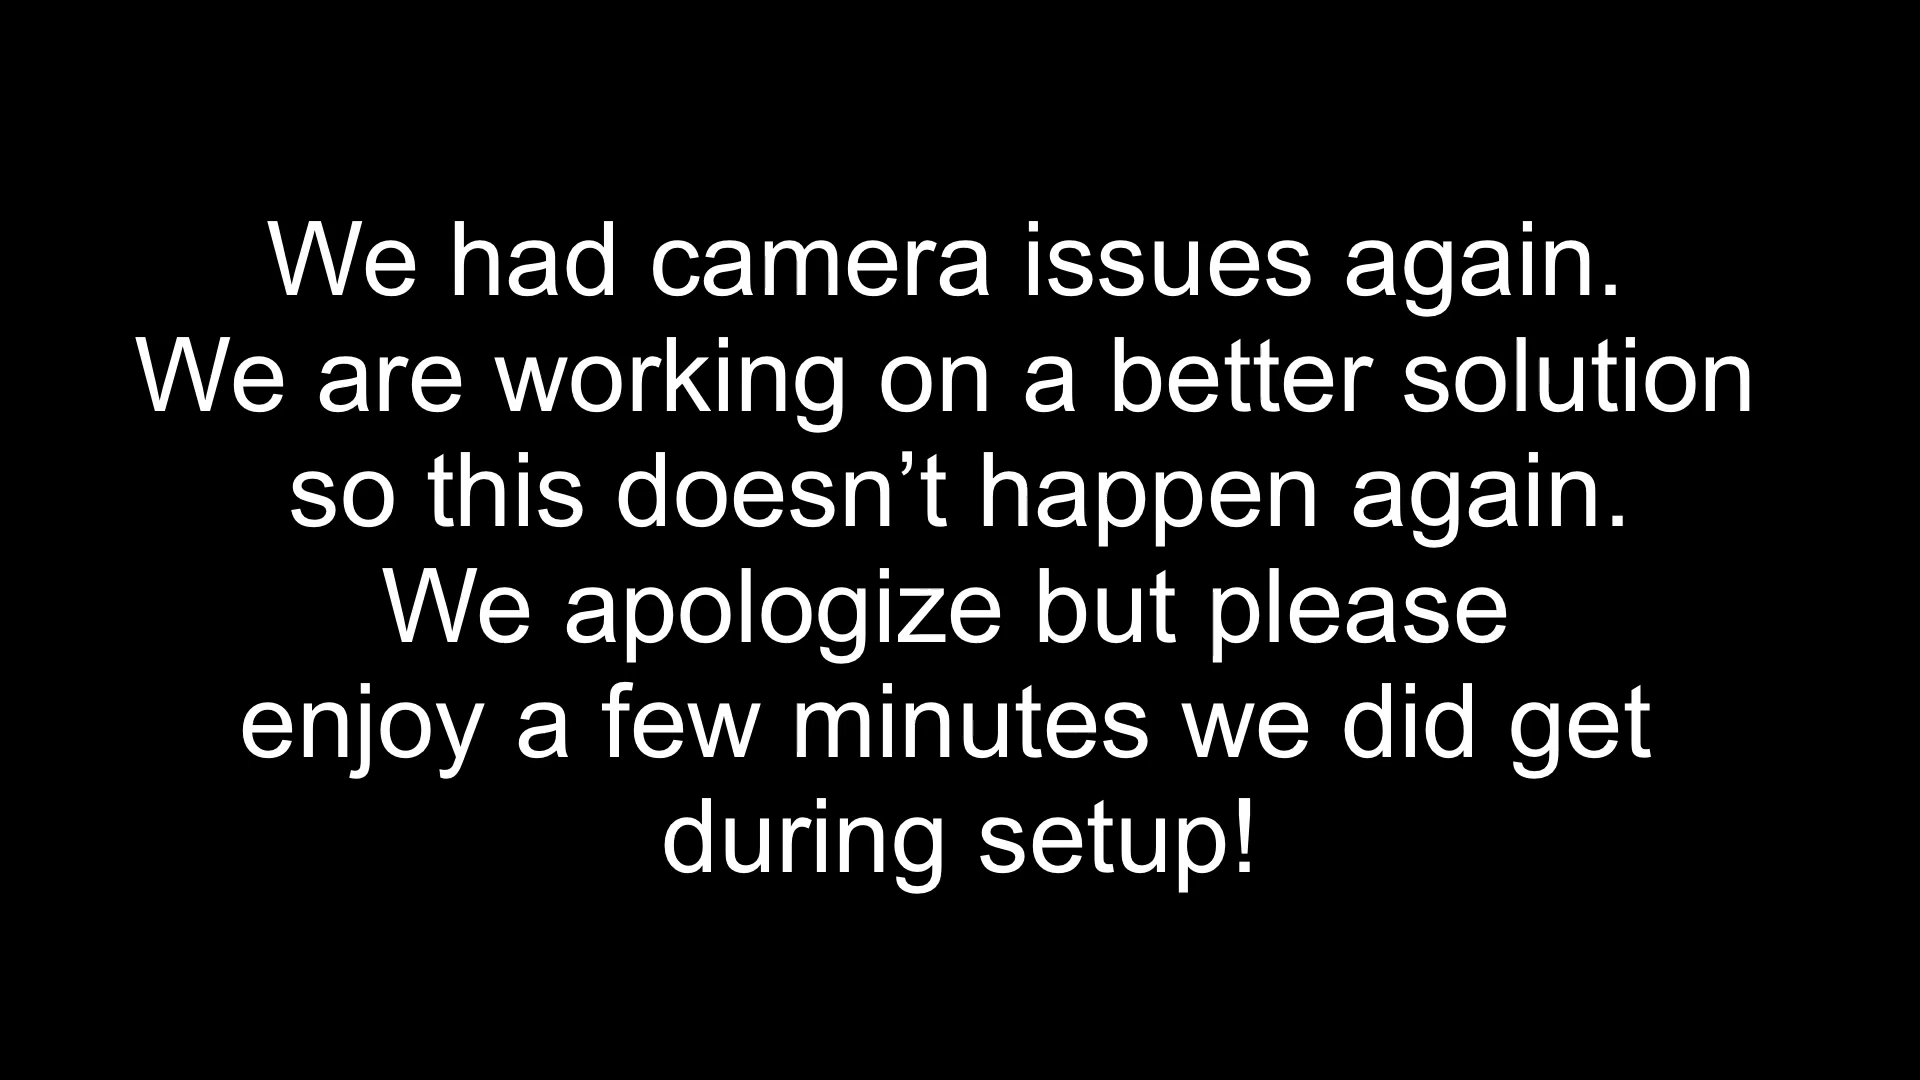 We had camera issues again.
We are working on a better solution
so this doesn’t happen again.
We apologize but please
enjoy a few minutes we did get
during setup!